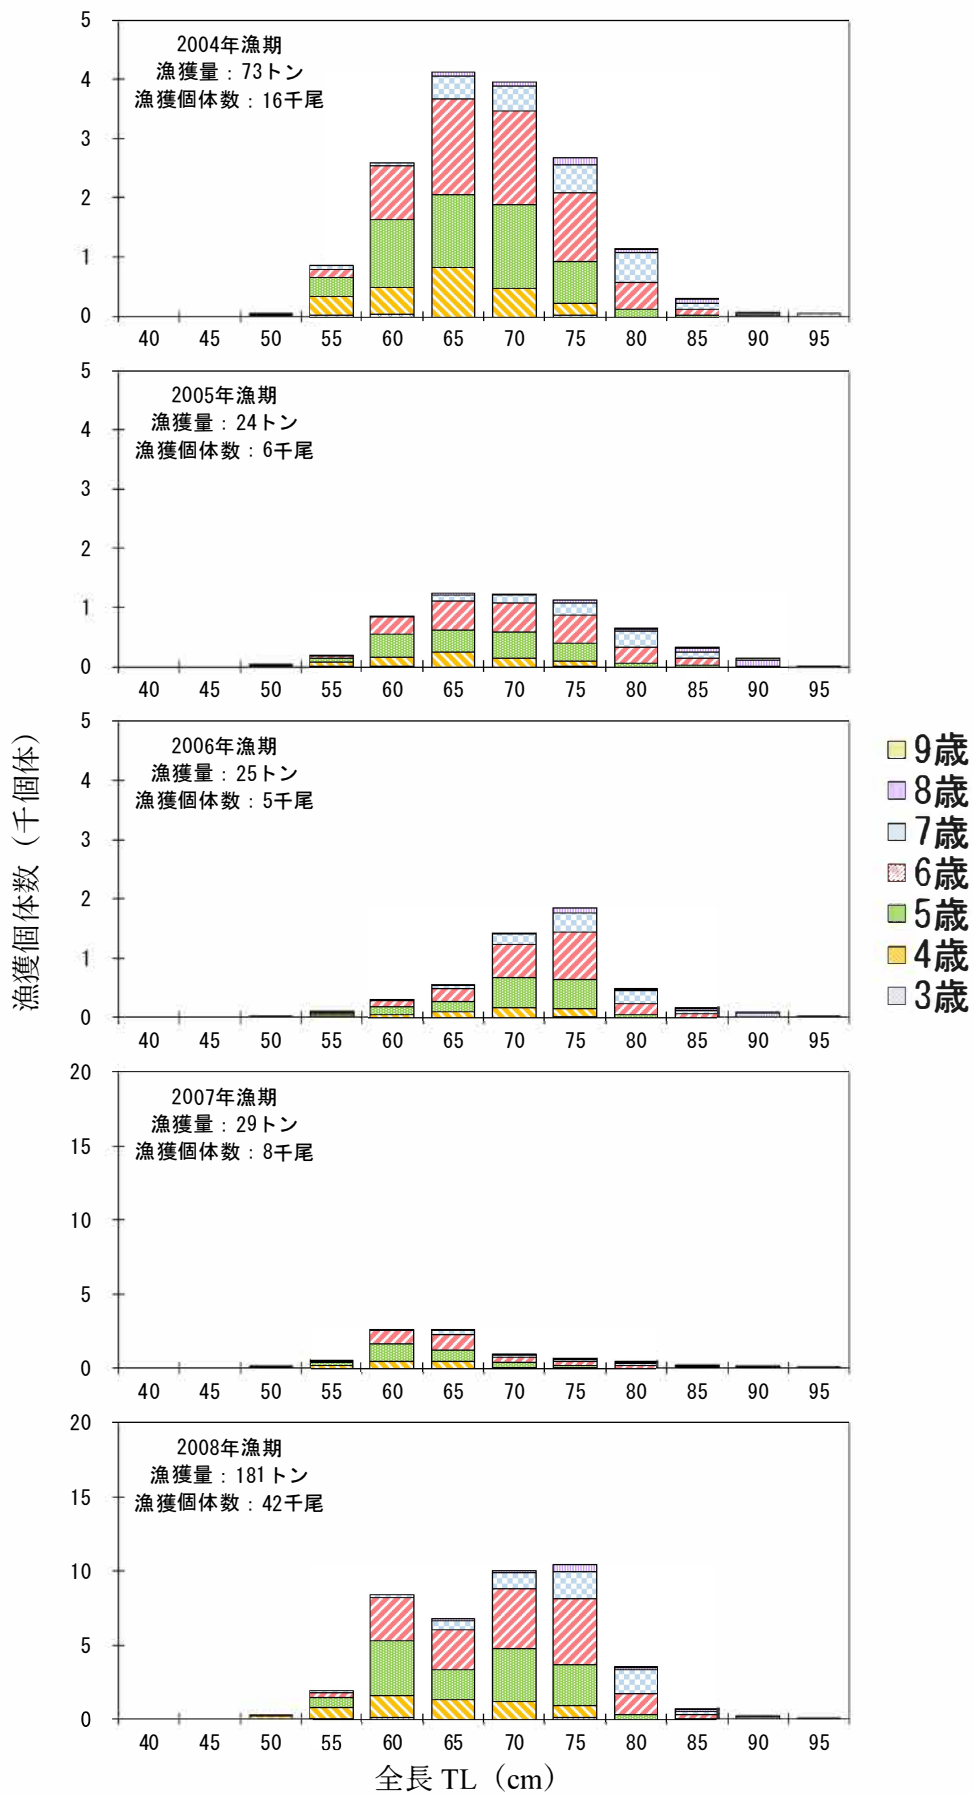 漁獲個体数（千個体）
2004年漁期
漁獲量：73トン
漁獲個体数：16千尾
5
4
3
2
1
0
40 45 50 55 60 65 70 75 80 85 90 95
2005年漁期
漁獲量：24トン
漁獲個体数：6千尾
5
4
3
2
1
0
40 45 50 55 60 65 70 75 80 85 90 95
2006年漁期
漁獲量：25トン
漁獲個体数：5千尾
5
4
3
2
1
0
40 45 50 55 60 65 70 75 80 85 90 95
9歳
8歳
7歳
6歳
5歳
4歳
3歳
2007年漁期
漁獲量：29トン
漁獲個体数：8千尾
20
15
10
5
0
40 45 50 55 60 65 70 75 80 85 90 95
2008年漁期
漁獲量：181トン
漁獲個体数：42千尾
20
15
10
5
0
40 45 50 55 60 65 70 75 80 85 90 95
全長 TL（cm）